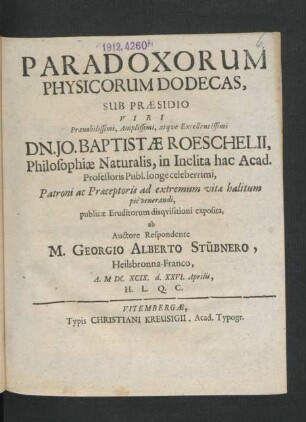 1912.4260
6.
PARADOXORUM
PHYSICORUM DODECAS,
SUB PRÆSIDIO
VIRI
Prænobilissimi, Amplissimi, atque Excellentissimi
DN. JO. BAPTISTÆ ROESCHELII,
Philosophiæ Naturalis, in Inclita hac Acad.
Professoris Publ. longe celeberrimi,
Patroni ac Præceptoris ad extremum vitæ halitum
pie venerandi,
publicæ Eruditorum disqvisitioni exposita,
ab
Auctore Respondente
M. GEORGIO ALBERTO STÜBNERO,
Heilsbronna-Franco,
A. M DC. XCIX. d. XXVI. Aprilis,
H. L. Q. C.
VITEMBERGÆ,
Typis CHRISTIANI KREUSIGII, Acad. Typogr.